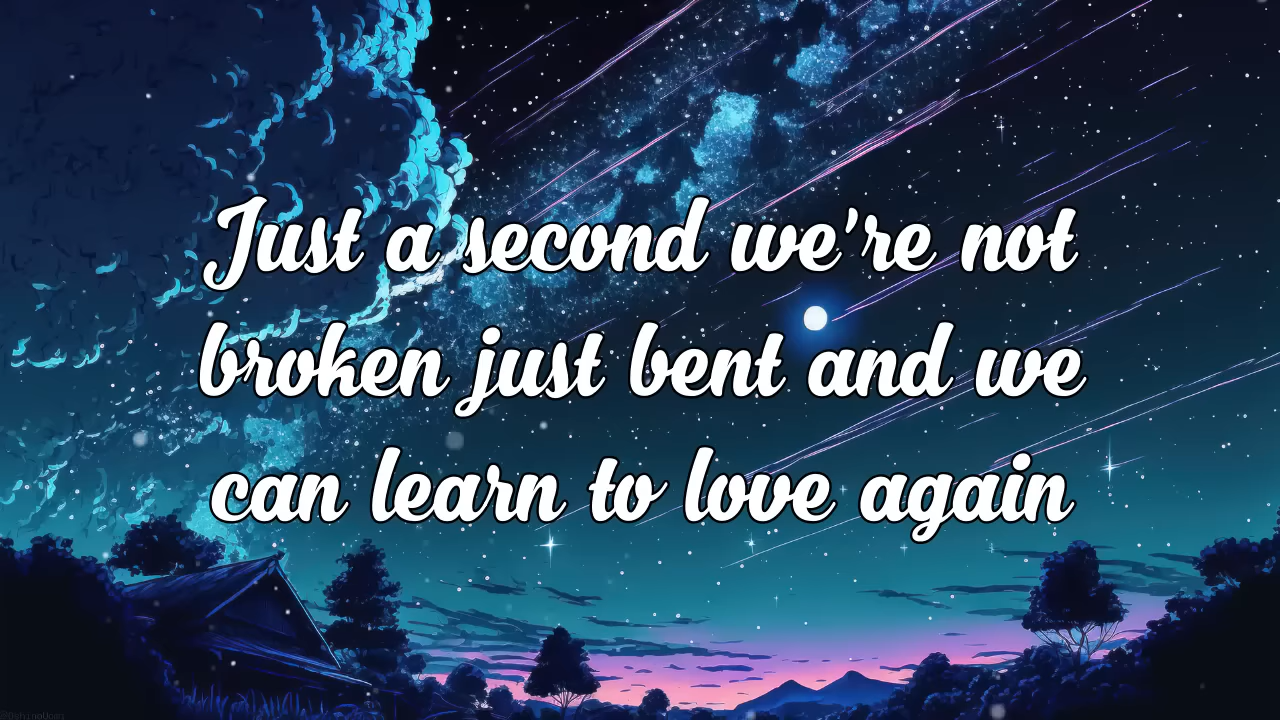 Just a second we're not
broken just bent and we
can learn to love again